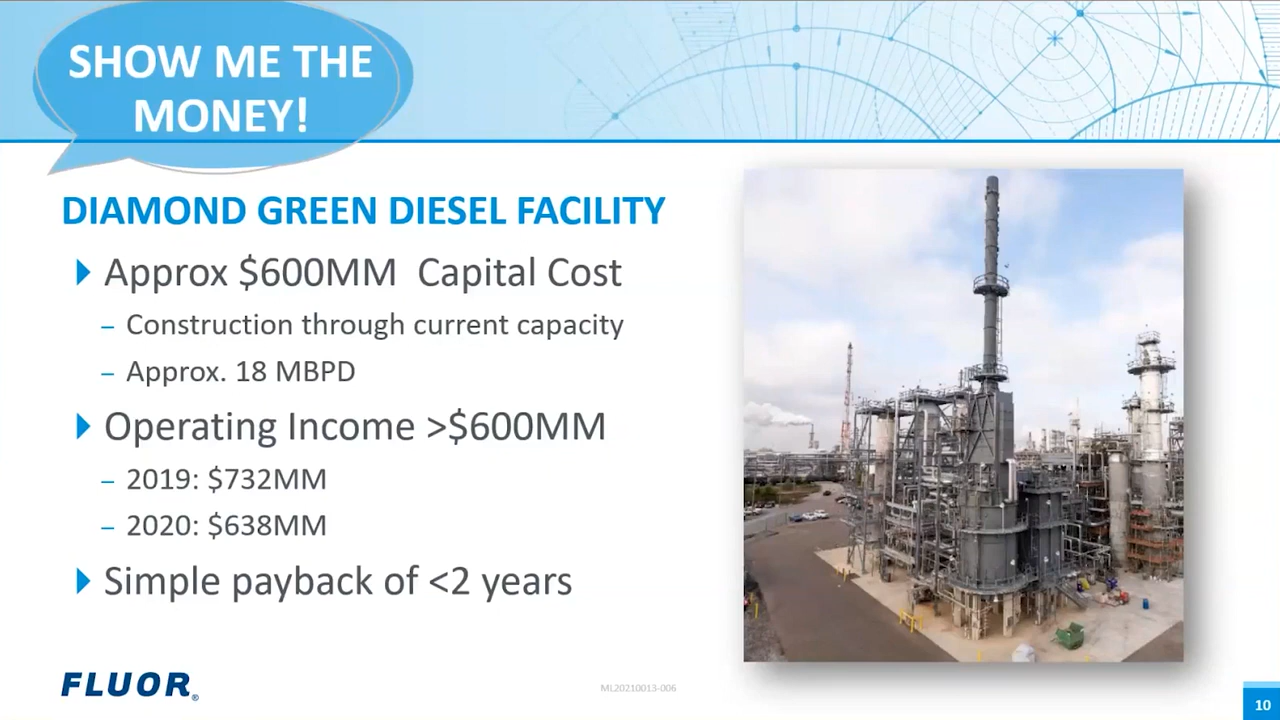 SHOW ME THE
MONEY!
DIAMOND GREEN DIESEL FACILITY
Approx $600MM Capital Cost
– Construction through current capacity
– Approx. 18 MBPD
Operating Income >$600MM
– 2019: $732MM
– 2020: $638MM
Simple payback of <2 years
FLUOR®
ML20210013-006
10